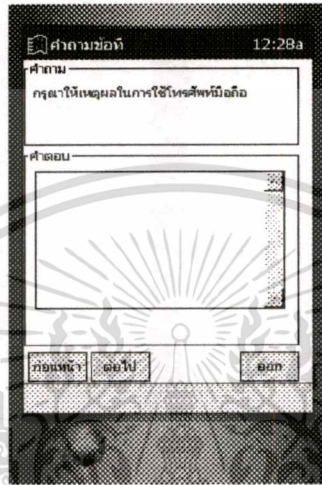 คำถามข้อที่ 12:28a
คำถาม
กรุณาให้เหตุผลในการใช้โทรศัพท์มือถือ
คำตอบ
ก่อนหน้า ต่อไป ออก